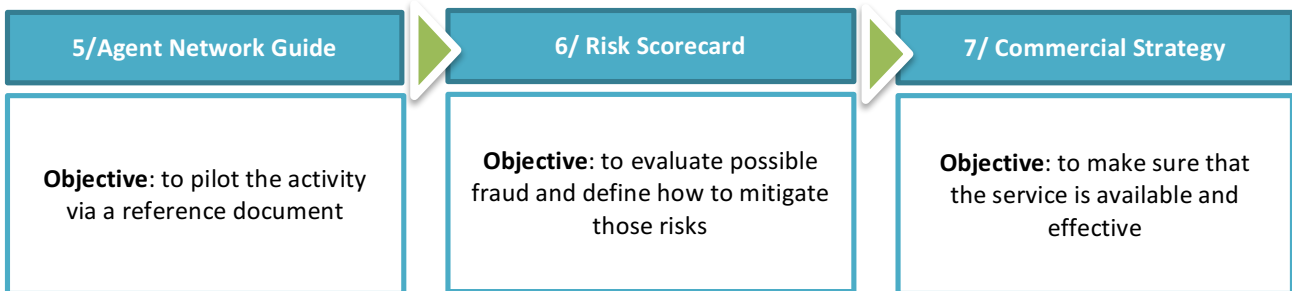 5/Agent Network Guide
Objective: to pilot the activity
via a reference document
6/ Risk Scorecard
Objective: to evaluate possible
fraud and define how to mitigate
those risks
7/ Commercial Strategy
Objective: to make sure that
the service is available and
effective